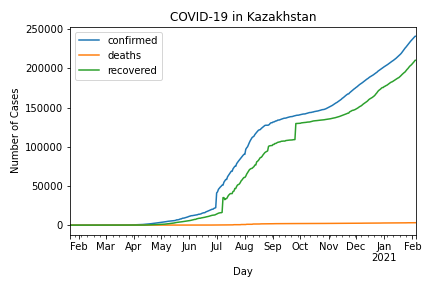 COVID-19 in Kazakhstan
confirmed
deaths
recovered
Number of Cases
250000
200000
150000
100000
50000
0
Feb Mar Apr May Jun Jul Aug Sep Oct Nov Dec Jan Feb
2021
Day